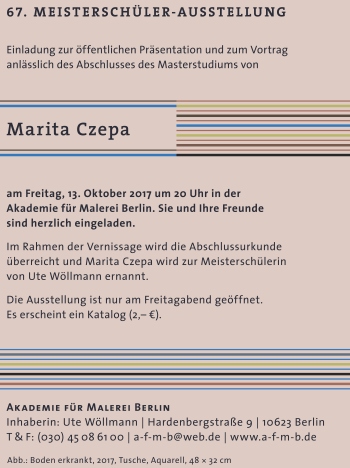 67. MEISTERSCHÜLER-AUSSTELLUNG
Einladung zur öffentlichen Präsentation und zum Vortrag
anlässlich des Abschlusses des Masterstudiums von
Marita Czepa
am Freitag, 13. Oktober 2017 um 20 Uhr in der
Akademie für Malerei Berlin. Sie und Ihre Freunde
sind herzlich eingeladen.
Im Rahmen der Vernissage wird die Abschlussurkunde
überreicht und Marita Czepa wird zur Meisterschülerin
von Ute Wöllmann ernannt.
Die Ausstellung ist nur am Freitagabend geöffnet.
Es erscheint ein Katalog (2,– €).
Akademie für Malerei Berlin
Inhaberin: Ute Wöllmann | Hardenbergstraße 9 | 10623 Berlin
T & F: (030) 45 08 61 00 | a-f-m-b@web.de | www.a-f-m-b.de
Abb.: Boden erkrankt, 2017, Tusche, Aquarell, 48 × 32 cm